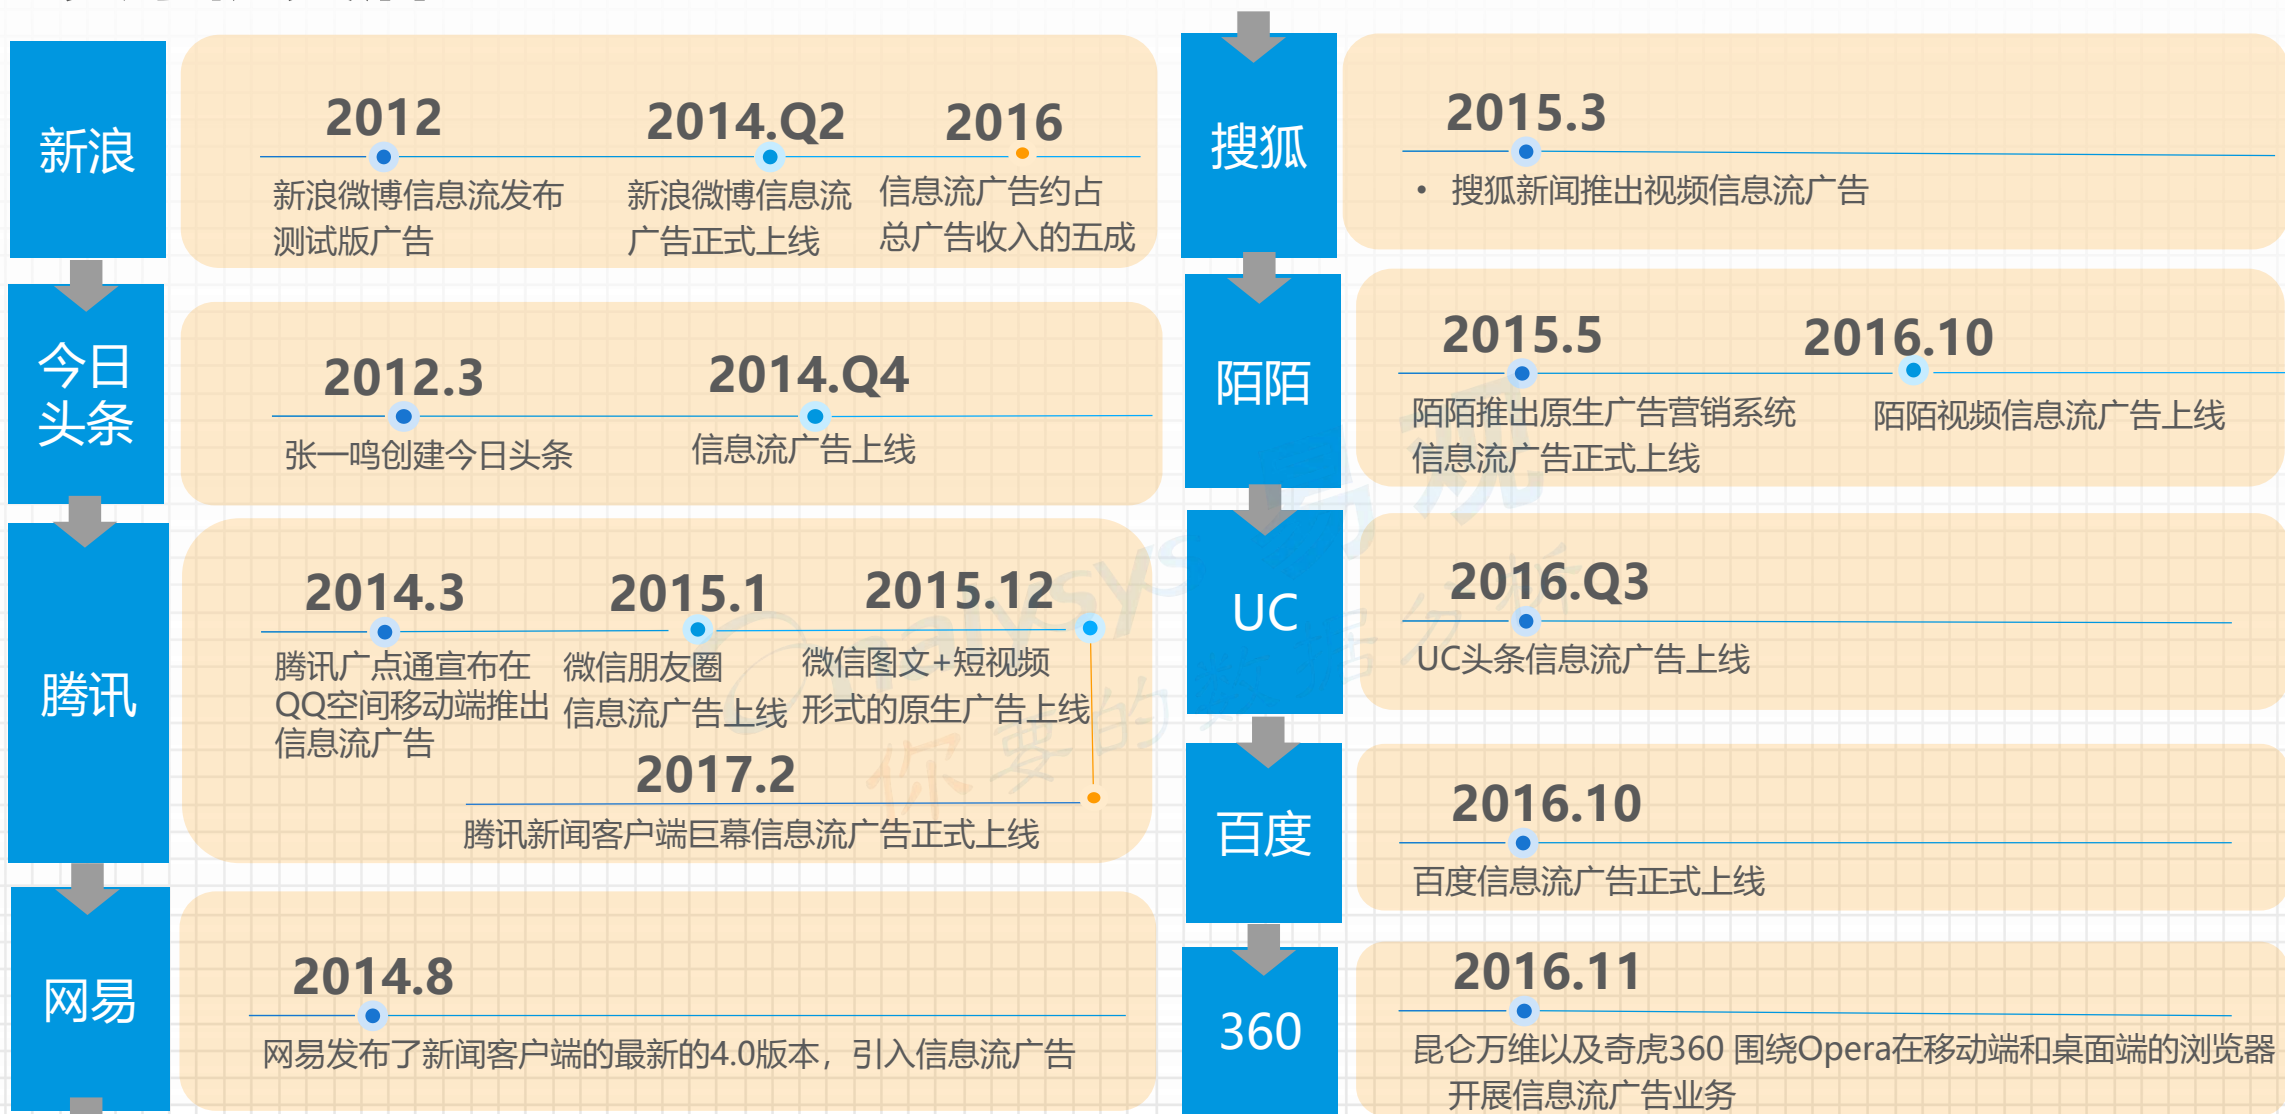 新浪
2012
新浪微博信息流发布
测试版广告
2014.Q2
新浪微博信息流
广告正式上线
2016
信息流广告约占
总广告收入的五成
今日
头条
2012.3
张一鸣创建今日头条
2014.Q4
信息流广告上线
腾讯
2014.3
腾讯广点通宣布在
QQ空间移动端推出
信息流广告
2015.1
微信朋友圈
信息流广告上线
2015.12
微信图文+短视频
形式的原生广告上线
2017.2
腾讯新闻客户端巨幕信息流广告正式上线
网易
2014.8
网易发布了新闻客户端的最新的4.0版本，引入信息流广告
搜狐
2015.3
• 搜狐新闻推出视频信息流广告
陌陌
2015.5
陌陌推出原生广告营销系统
信息流广告正式上线
2016.10
陌陌视频信息流广告上线
UC
2016.Q3
UC头条信息流广告上线
百度
2016.10
百度信息流广告正式上线
360
2016.11
昆仑万维以及奇虎360 围绕Opera在移动端和桌面端的浏览器
开展信息流广告业务
nalysys 易观
你要的数据分析